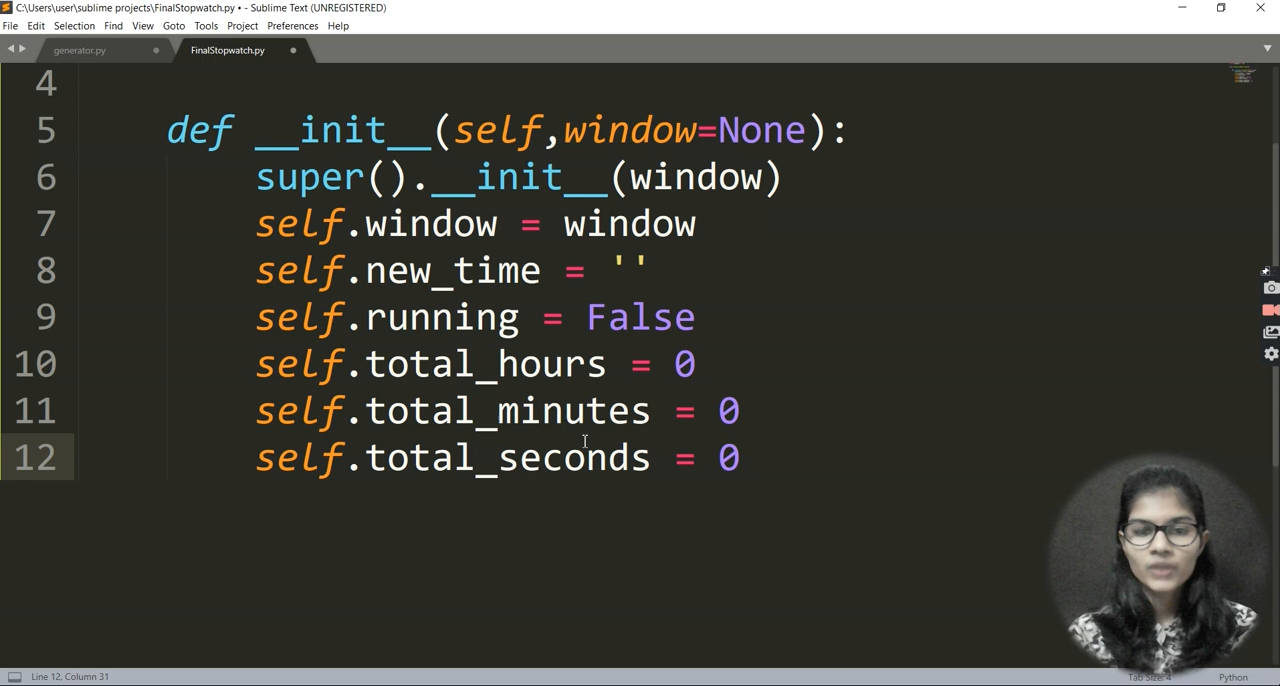 C:\Users\user\sublime projects\FinalStopwatch.py • - Sublime Text (UNREGISTERED)
File Edit Selection Find View Goto Tools Project Preferences Help
generator.py FinalStopwatch.py
4
5 def __init__(self,window=None):
6 super().__init__(window)
7 self.window = window
8 self.new_time = ''
9 self.running = False
10 self.total_hours = 0
11 self.total_minutes = 0
12 self.total_seconds = 0
Line 12, Column 31 Tab Size: 4 Python